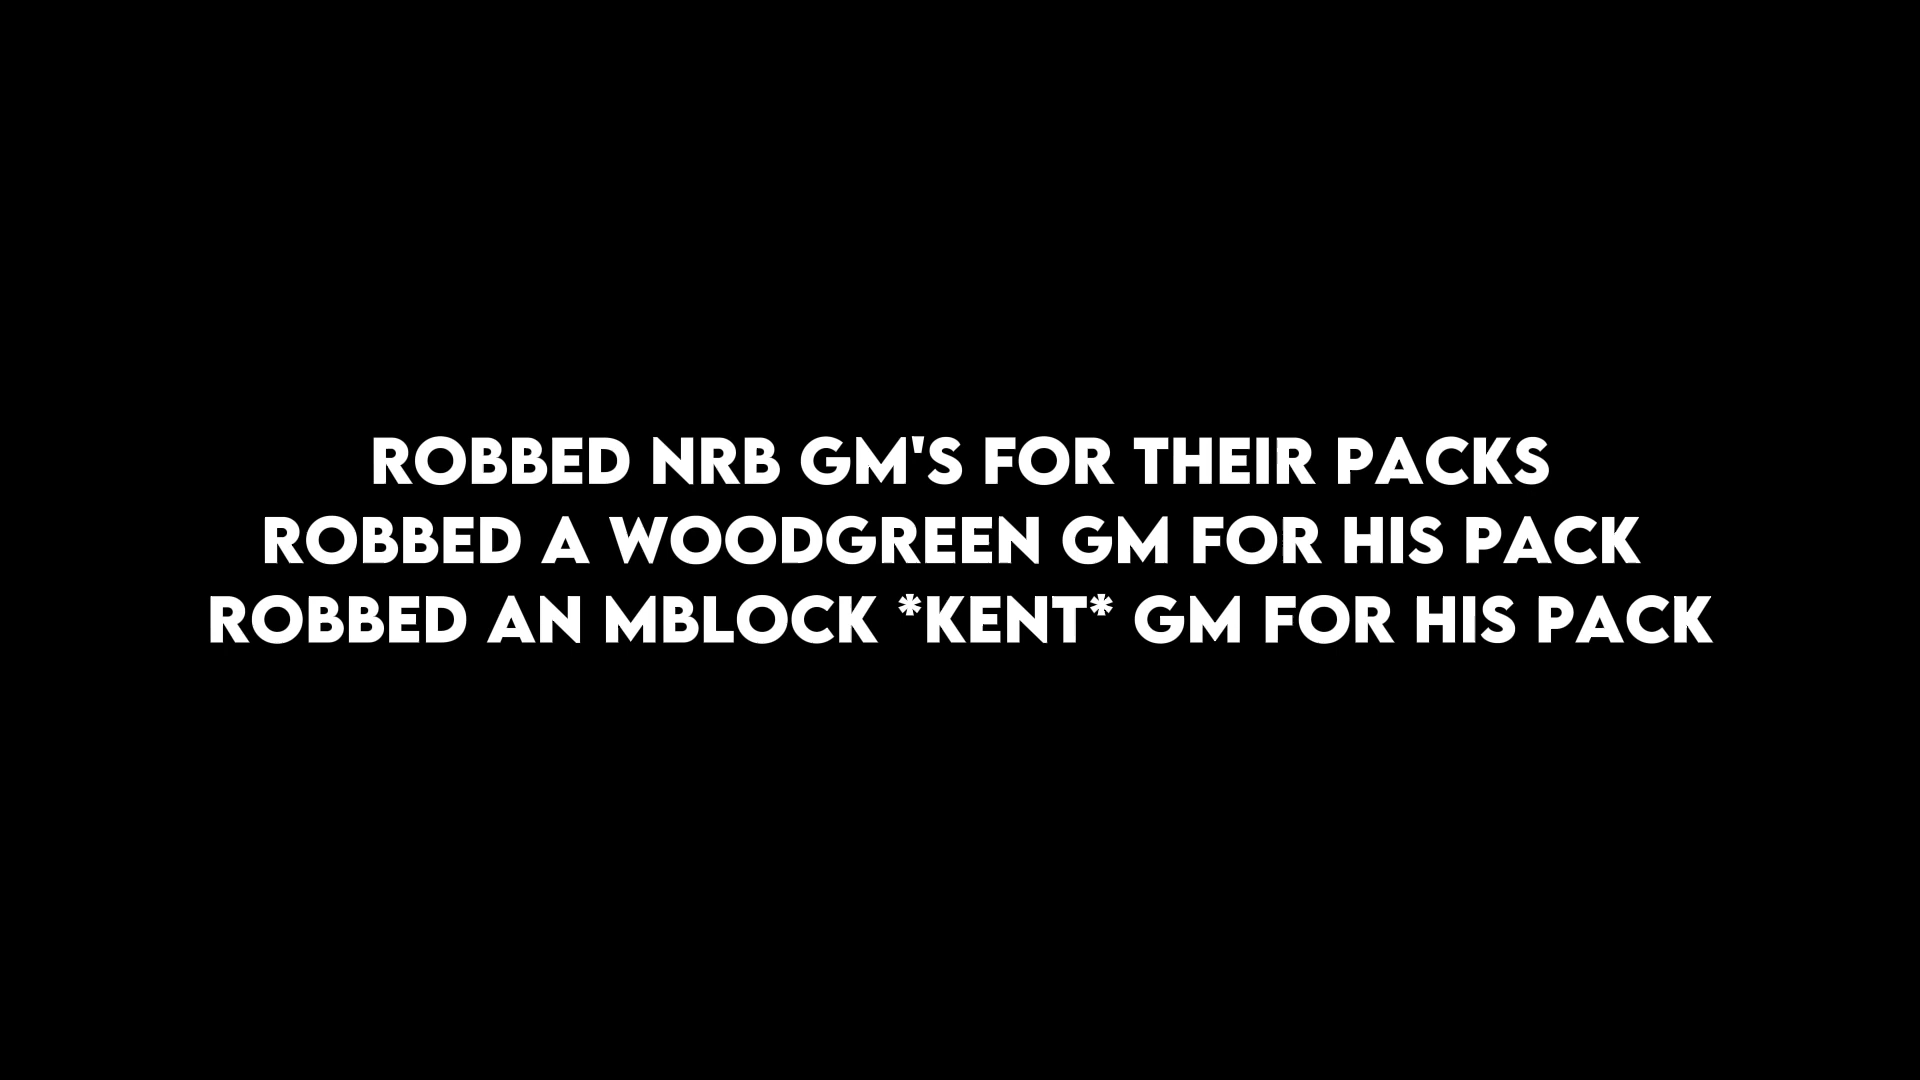 ROBBED NRB GM'S FOR THEIR PACKS
ROBBED A WOODGREEN GM FOR HIS PACK
ROBBED AN MBLOCK *KENT* GM FOR HIS PACK